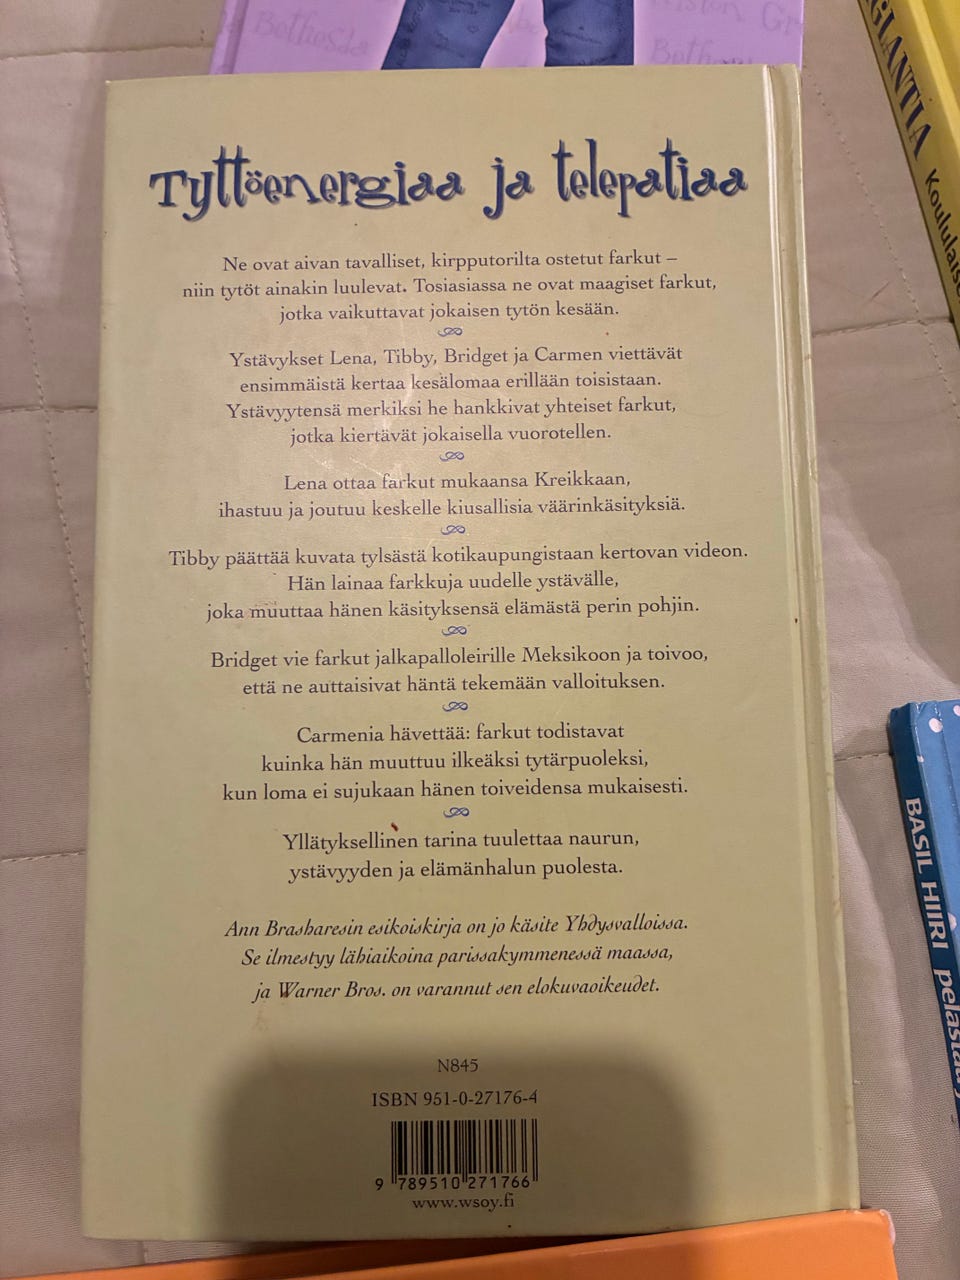 Bethesda
Tyttöenergiaa ja telepatiaa
Ne ovat aivan tavalliset, kirpputorilta ostetut farkut –
niin tytöt ainakin luulevat. Tosiasiassa ne ovat maagiset farkut,
jotka vaikuttavat jokaisen tytön kesään.
Ystävykset Lena, Tibby, Bridget ja Carmen viettävät
ensimmäistä kertaa kesälomaa erillään toisistaan.
Ystävyytensä merkiksi he hankkivat yhteiset farkut,
jotka kiertävät jokaisella vuorotellen.
Lena ottaa farkut mukaansa Kreikkaan,
ihastuu ja joutuu keskelle kiusallisia väärinkäsityksiä.
Tibby päättää kuvata tylsästä kotikaupungistaan kertovan videon.
Hän lainaa farkkuja uudelle ystävälle,
joka muuttaa hänen käsityksensä elämästä perin pohjin.
Bridget vie farkut jalkapalloleirille Meksikoon ja toivoo,
että ne auttaisivat häntä tekemään valloituksen.
Carmenia hävettää: farkut todistavat
kuinka hän muuttuu ilkeäksi tytärpuoleksi,
kun loma ei sujukaan hänen toiveidensa mukaisesti.
Yllätyksellinen tarina tuulettaa naurun,
ystävyyden ja elämänhalun puolesta.
Ann Brasharesin esikoiskirja on jo käsite Yhdysvalloissa.
Se ilmestyy lähiaikoina parissakymmenessä maassa,
ja Warner Bros. on varannut sen elokuvaoikeudet.
N845
ISBN 951-0-27176-4
9 789510 271766
www.wsoy.fi
GLANTIA Koululaise
BASIL HIIRI pelastaa